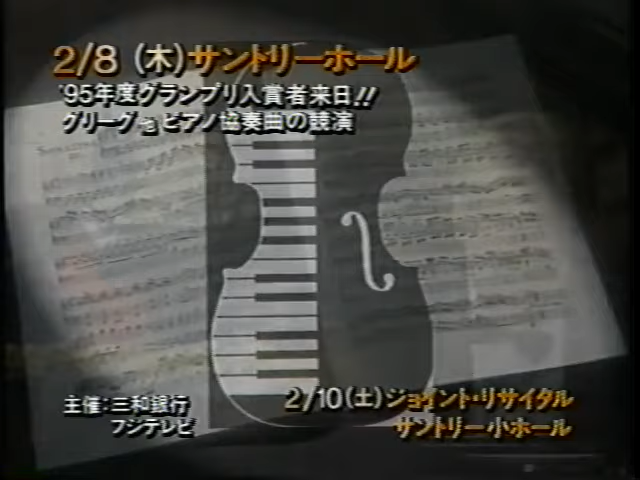 2/8(木)サントリーホール
'95年度グランプリ入賞者来日!!
グリーグ他ピアノ協奏曲の競演
主催:三和銀行
フジテレビ
2/10(土)ジョイント・リサイタル
サントリー小ホール